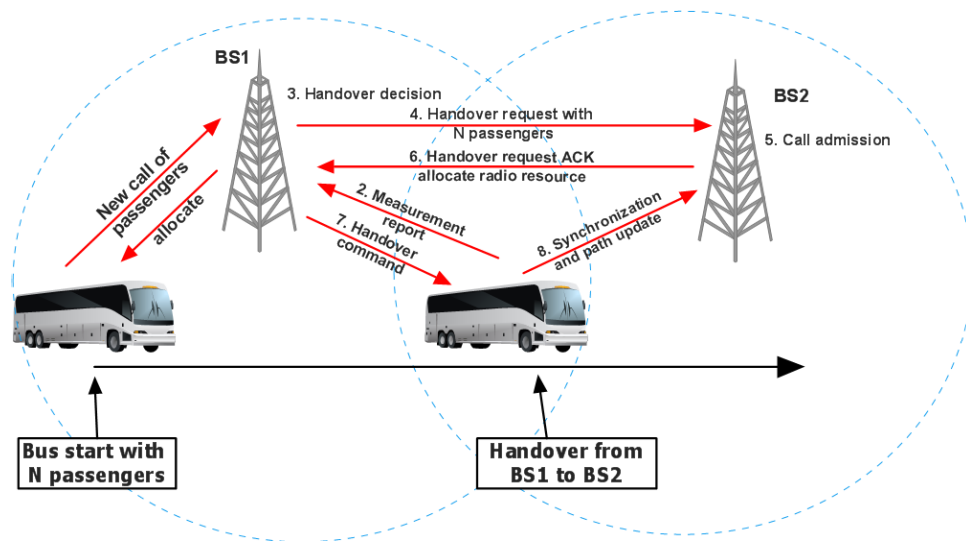 BS1
BS2
3. Handover decision
4. Handover request with
N passengers
5. Call admission
6. Handover request ACK
allocate radio resource
New call of
passengers
allocate
2. Measurement
report
7. Handover
command
8. Synchronization
and path update
Bus start with
N passengers
Handover from
BS1 to BS2